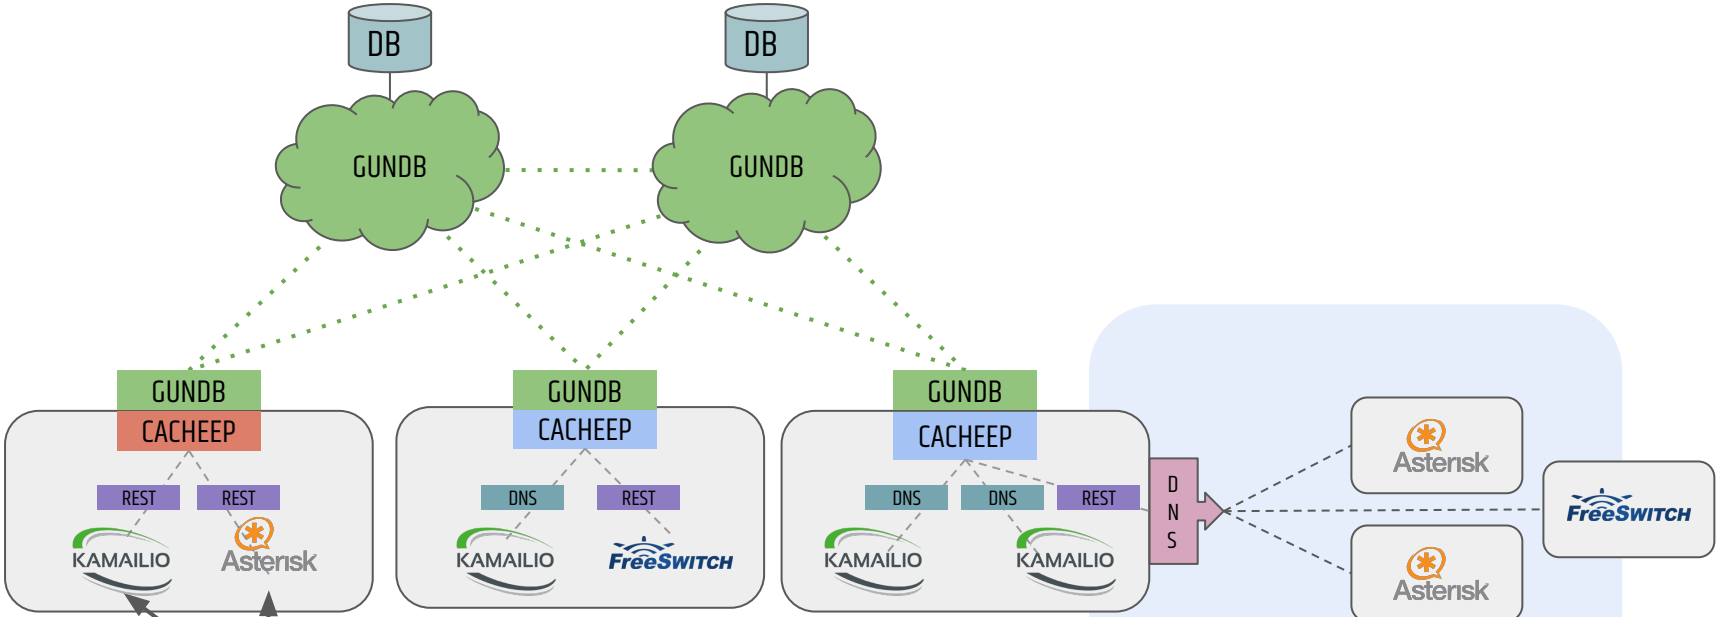 DB
DB
GUNDB
GUNDB
GUNDB
CACHEEP
REST
REST
KAMAILIO
Asterisk
GUNDB
CACHEEP
DNS
REST
KAMAILIO
FreeSWITCH
GUNDB
CACHEEP
DNS
DNS
REST
KAMAILIO
KAMAILIO
D
N
S
Asterisk
FreeSWITCH
Asterisk